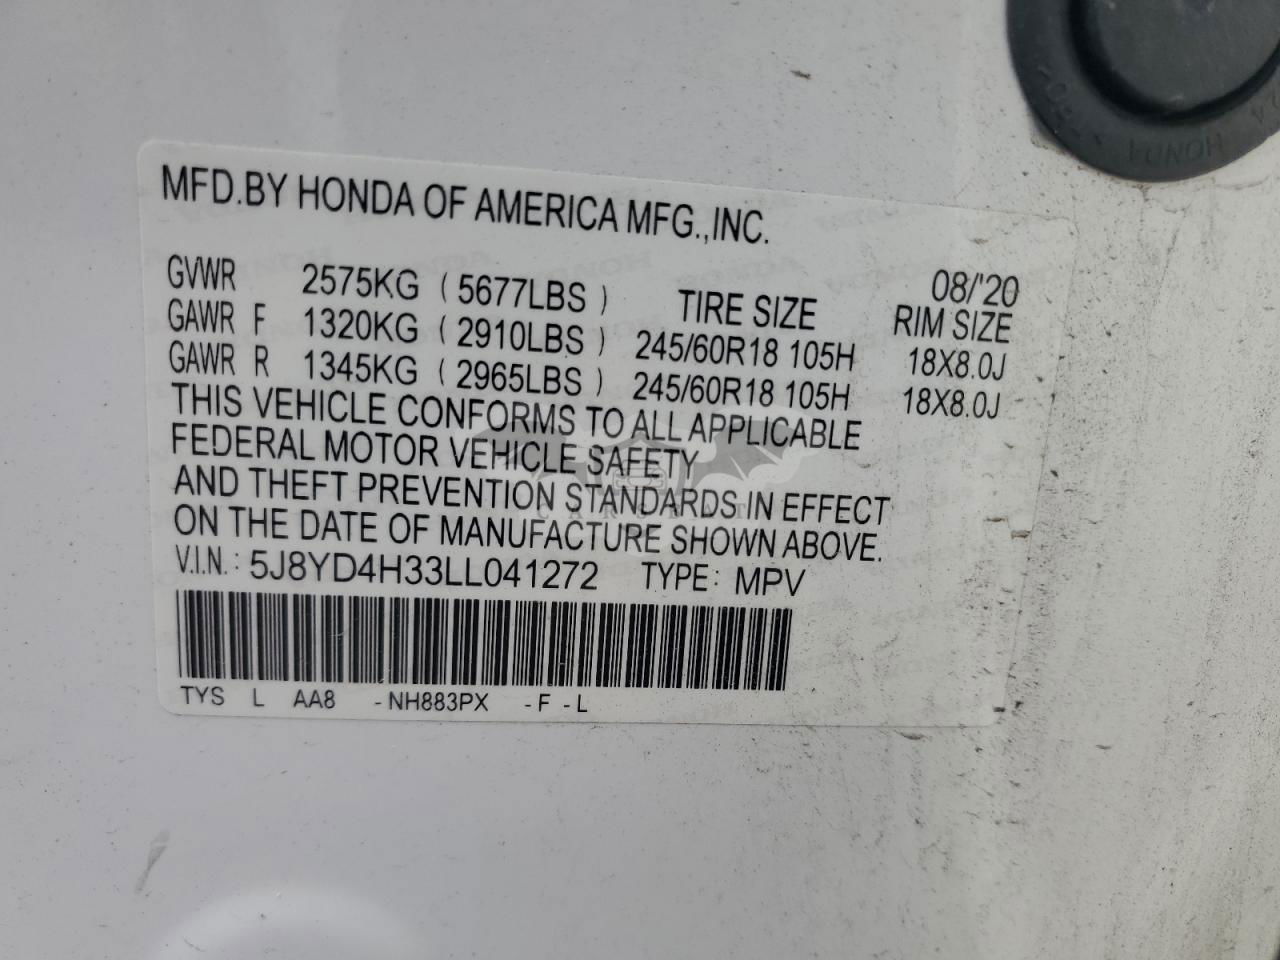 MFD.BY HONDA OF AMERICA MFG.,INC.
08/'20
GVWR 2575KG ( 5677LBS ) TIRE SIZE RIM SIZE
GAWR F 1320KG ( 2910LBS ) 245/60R18 105H 18X8.0J
GAWR R 1345KG ( 2965LBS ) 245/60R18 105H 18X8.0J
THIS VEHICLE CONFORMS TO ALL APPLICABLE
FEDERAL MOTOR VEHICLE SAFETY
AND THEFT PREVENTION STANDARDS IN EFFECT
ON THE DATE OF MANUFACTURE SHOWN ABOVE.
V.I.N.: 5J8YD4H33LL041272 TYPE: MPV
TYS L AA8 -NH883PX -F -L
HONDA